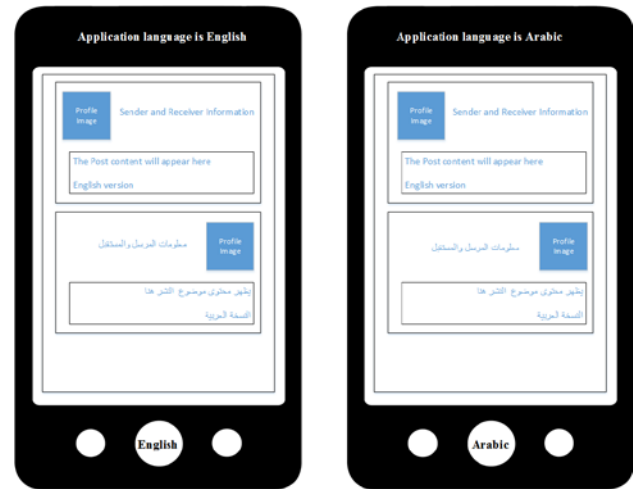 Application language is English
Profile
Image
Sender and Receiver Information
The Post content will appear here
English version
معلومات المرسل والمستقبل
Profile
Image
يظهر محتوى موضوع النشر هنا
النسخة العربية
English
Application language is Arabic
Profile
Image
Sender and Receiver Information
The Post content will appear here
English version
معلومات المرسل والمستقبل
Profile
Image
يظهر محتوى موضوع النشر هنا
النسخة العربية
Arabic